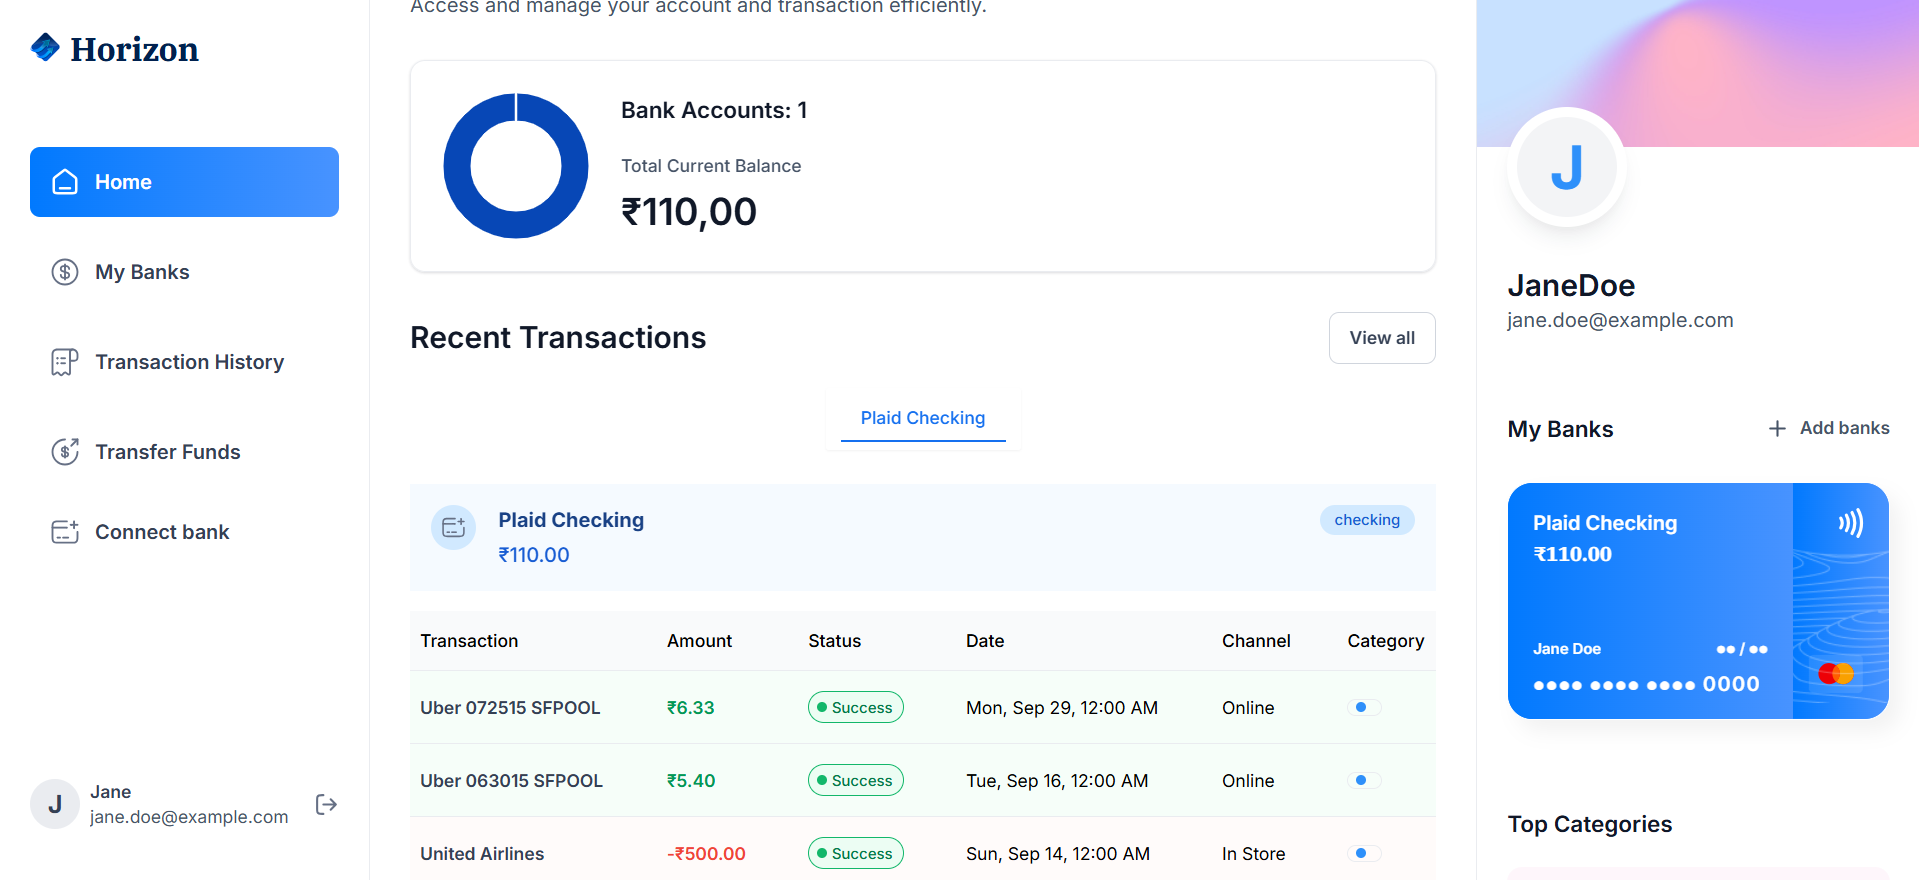 Access and manage your account and transaction efficiently.
Horizon
Home
My Banks
Transaction History
Transfer Funds
Connect bank
J
Jane
jane.doe@example.com
Bank Accounts: 1
Total Current Balance
₹110,00
Recent Transactions
View all
Plaid Checking
Plaid Checking
₹110.00
checking
Transaction Amount Status Date Channel Category
Uber 072515 SFPOOL ₹6.33 Success Mon, Sep 29, 12:00 AM Online
Uber 063015 SFPOOL ₹5.40 Success Tue, Sep 16, 12:00 AM Online
United Airlines -₹500.00 Success Sun, Sep 14, 12:00 AM In Store
J
JaneDoe
jane.doe@example.com
My Banks
+ Add banks
Plaid Checking
₹110.00
Jane Doe ●● / ●●
●●●● ●●●● ●●●● 0000
Top Categories